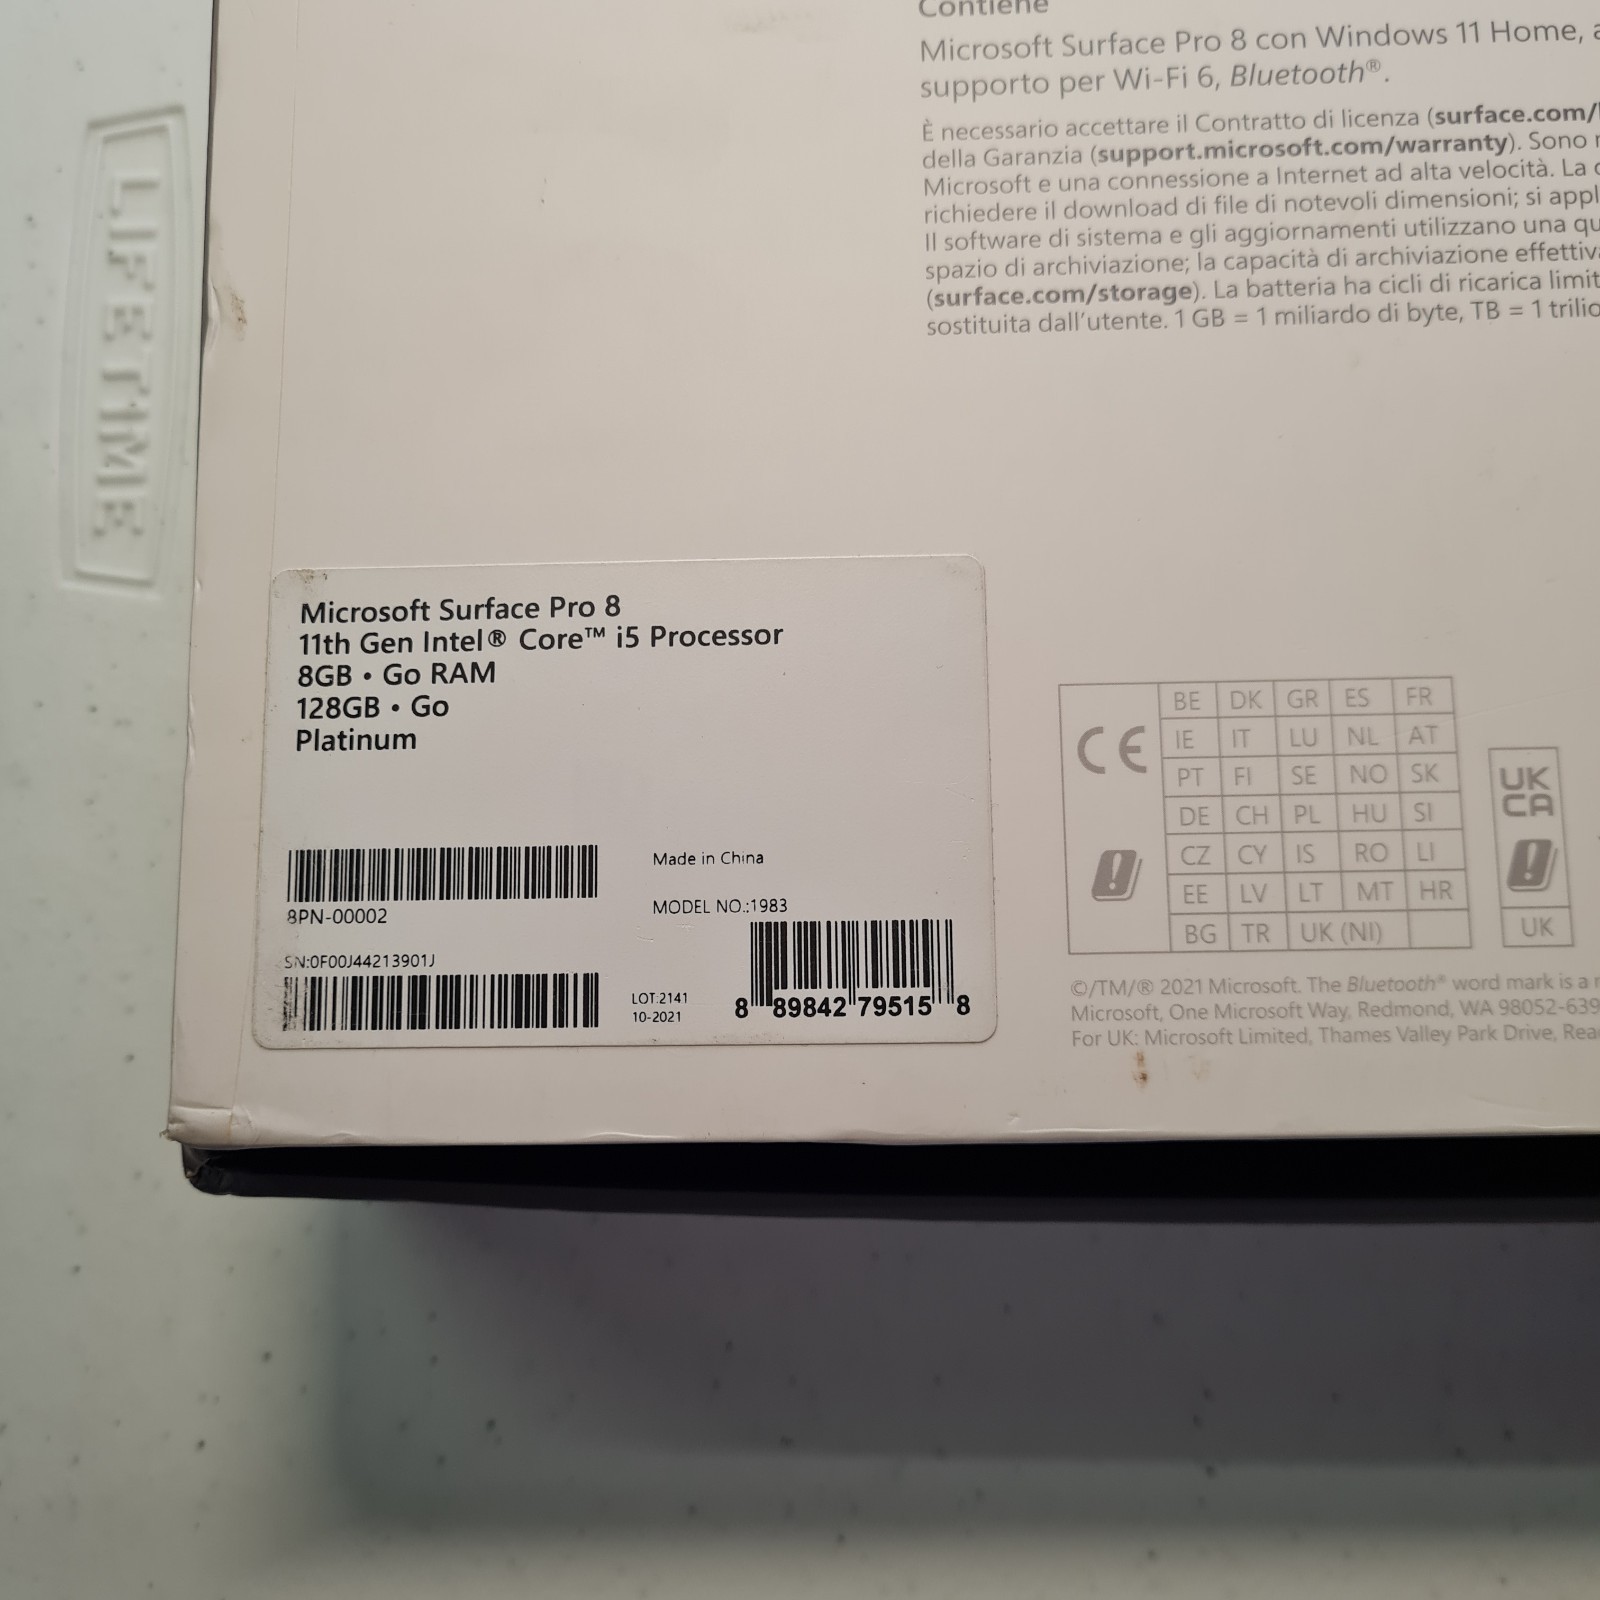 LIFETIME
Contiene
Microsoft Surface Pro 8 con Windows 11 Home,
supporto per Wi-Fi 6, Bluetooth®.
È necessario accettare il Contratto di licenza (surface.com/
della Garanzia (support.microsoft.com/warranty). Sono
Microsoft e una connessione a Internet ad alta velocità. La
richiedere il download di file di notevoli dimensioni; si appl
Il software di sistema e gli aggiornamenti utilizzano una qu
spazio di archiviazione; la capacità di archiviazione effettiv
(surface.com/storage). La batteria ha cicli di ricarica limit
sostituita dall'utente. 1 GB = 1 miliardo di byte, TB = 1 trilio
Microsoft Surface Pro 8
11th Gen Intel® Core™ i5 Processor
8GB • Go RAM
128GB • Go
Platinum
8PN-00002
SN:0F00J44213901J
Made in China
MODEL NO.:1983
LOT:2141
10-2021
8 89842 79515 8
CE
BE DK GR ES FR
IE IT LU NL AT
PT FI SE NO SK
DE CH PL HU SI
CZ CY IS RO LI
EE LV LT MT HR
BG TR UK (NI)
UK
CA
UK
©/TM/® 2021 Microsoft. The Bluetooth® word mark is a
Microsoft, One Microsoft Way, Redmond, WA 98052-639
For UK: Microsoft Limited, Thames Valley Park Drive, Rea